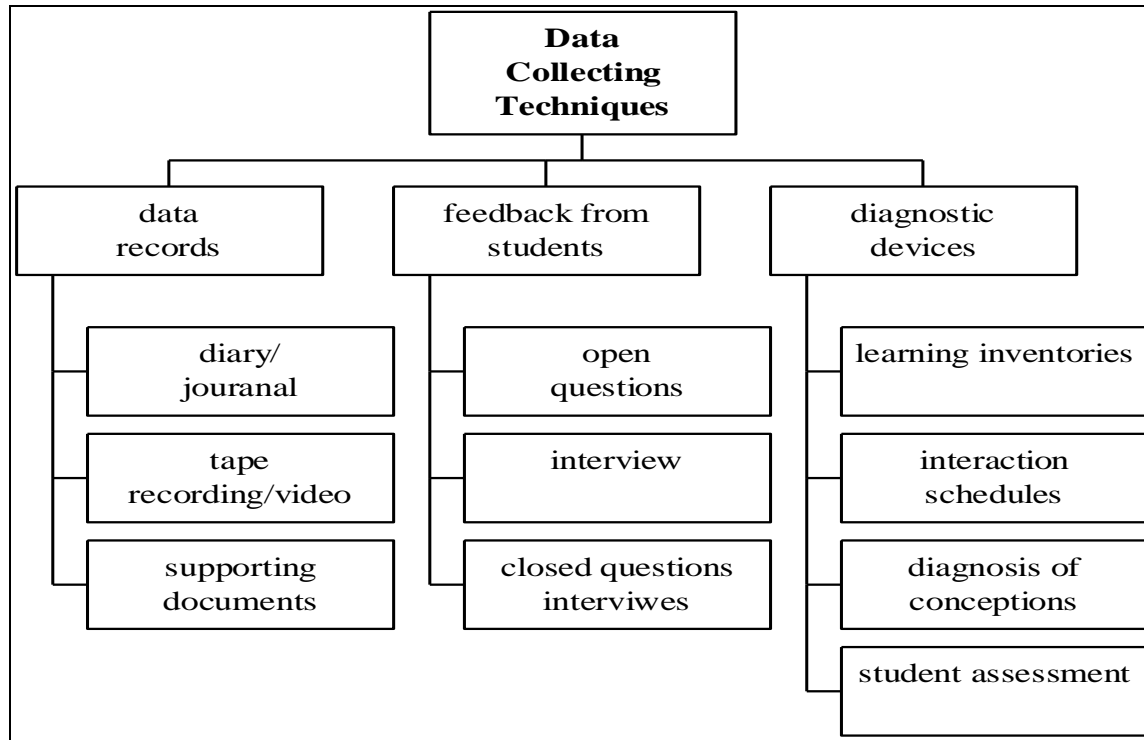 Data
Collecting
Techniques
data
records
feedback from
students
diagnostic
devices
diary/
jouranal
tape
recording/video
supporting
documents
open
questions
interview
closed questions
interviwes
learning inventories
interaction
schedules
diagnosis of
conceptions
student assessment